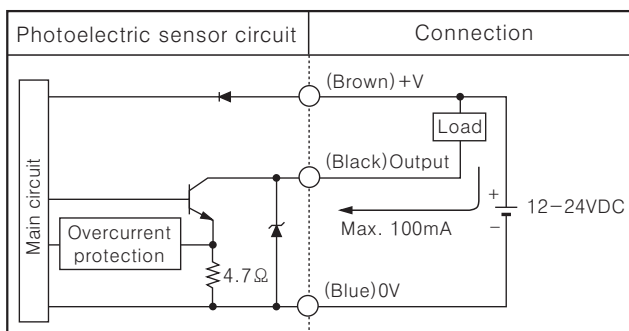 Photoelectric sensor circuit
Connection
(Brown)+V
Load
(Black)Output
Main circuit
Overcurrent
protection
4.7Ω
Max. 100mA
+
−
12−24VDC
(Blue)0V